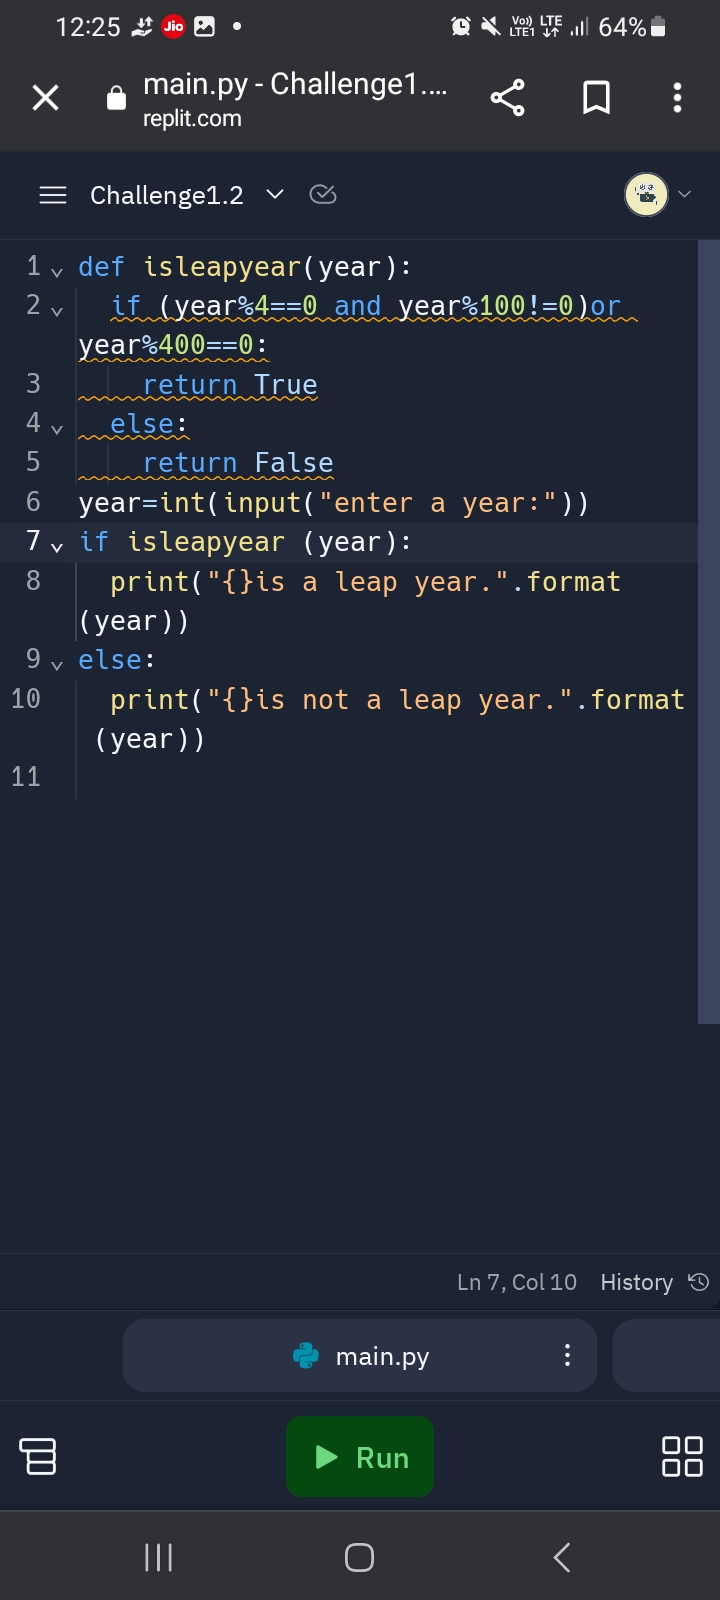 12:25 Jio Vo)) LTE1 LTE 64%
main.py - Challenge1....
replit.com
Challenge1.2
1 def isleapyear(year):
2 if (year%4==0 and year%100!=0)or
year%400==0:
3 return True
4 else:
5 return False
6 year=int(input("enter a year:"))
7 if isleapyear (year):
8 print("{}is a leap year.".format
(year))
9 else:
10 print("{}is not a leap year.".format
(year))
11
Ln 7, Col 10 History
main.py
Run